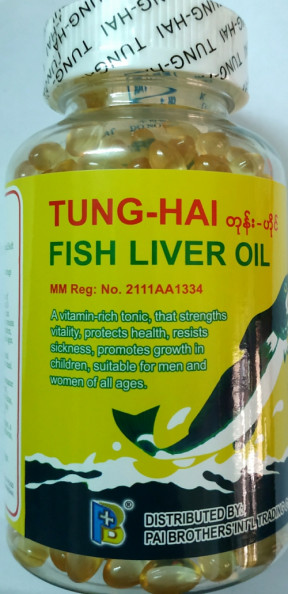 TUNG-HAI TUNG-HAI TUNG-HAI
TUNG-HAI တုန်း-ဟိုင်
FISH LIVER OIL
MM Reg: No. 2111AA1334
A vitamin-rich tonic, that strengths
vitality, protects health, resists
sickness, promotes growth in
children, suitable for men and
women of all ages.
B
®
DISTRIBUTED BY:
PAI BROTHERS INT'L TRADING